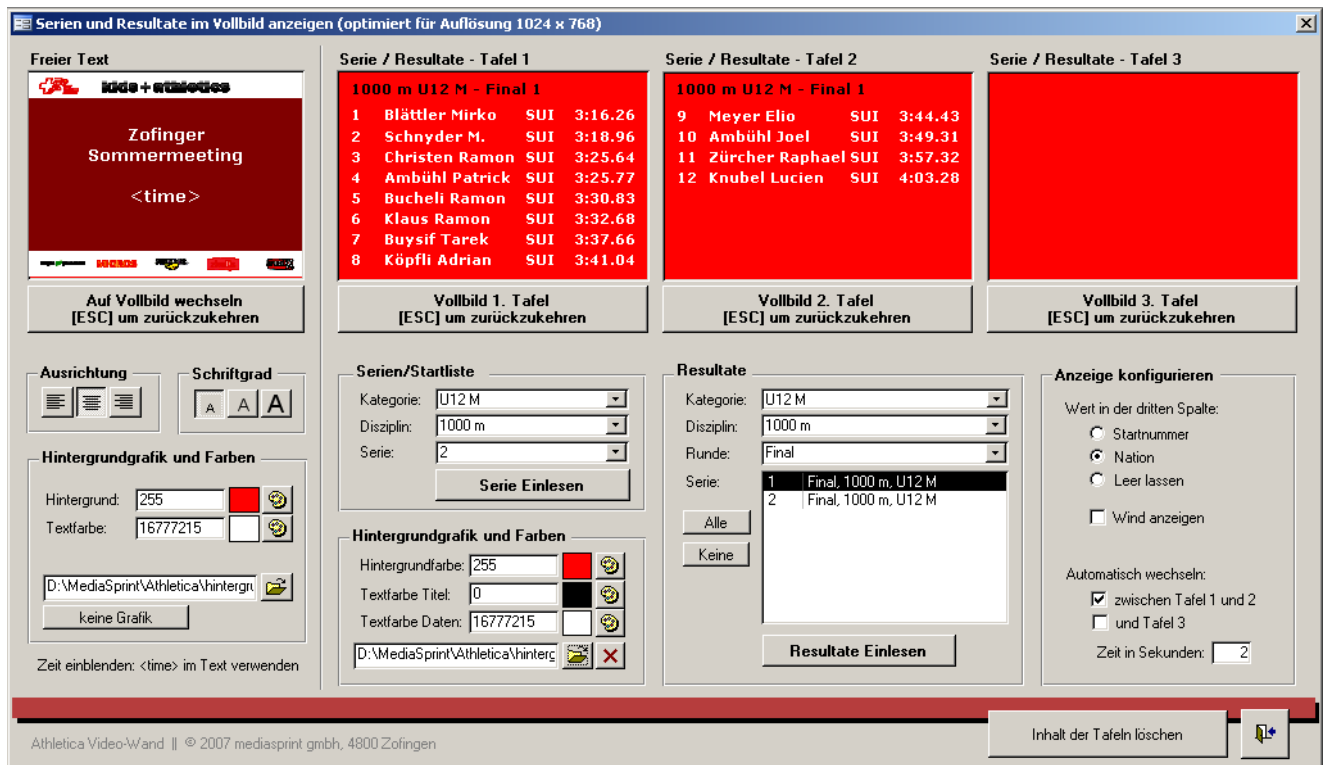 Serien und Resultate im Vollbild anzeigen (optimiert für Auflösung 1024 x 768)
Freier Text
kids + athletics
Zofinger
Sommermeeting
<time>
Auf Vollbild wechseln
[ESC] um zurückzukehren
Ausrichtung
Schriftgrad
A A A
Hintergrundgrafik und Farben
Hintergrund: 255
Textfarbe: 16777215
D:\MediaSprint\Athletica\hintergru
keine Grafik
Zeit einblenden: <time> im Text verwenden
Serie / Resultate - Tafel 1
1000 m U12 M - Final 1
1 Blättler Mirko SUI 3:16.26
2 Schnyder M. SUI 3:18.96
3 Christen Ramon SUI 3:25.64
4 Ambühl Patrick SUI 3:25.77
5 Bucheli Ramon SUI 3:30.83
6 Klaus Ramon SUI 3:32.68
7 Buysif Tarek SUI 3:37.66
8 Köpfli Adrian SUI 3:41.04
Vollbild 1. Tafel
[ESC] um zurückzukehren
Serie / Resultate - Tafel 2
1000 m U12 M - Final 1
9 Meyer Elio SUI 3:44.43
10 Ambühl Joel SUI 3:49.31
11 Zürcher Raphael SUI 3:57.32
12 Knubel Lucien SUI 4:03.28
Vollbild 2. Tafel
[ESC] um zurückzukehren
Serie / Resultate - Tafel 3
Vollbild 3. Tafel
[ESC] um zurückzukehren
Serien/Startliste
Kategorie: U12 M
Disziplin: 1000 m
Serie: 2
Serie Einlesen
Hintergrundgrafik und Farben
Hintergrundfarbe: 255
Textfarbe Titel: 0
Textfarbe Daten: 16777215
D:\MediaSprint\Athletica\hinterg
Resultate
Kategorie: U12 M
Disziplin: 1000 m
Runde: Final
Serie:
1 Final, 1000 m, U12 M
2 Final, 1000 m, U12 M
Alle
Keine
Resultate Einlesen
Anzeige konfigurieren
Wert in der dritten Spalte:
Startnummer
Nation
Leer lassen
Wind anzeigen
Automatisch wechseln:
zwischen Tafel 1 und 2
und Tafel 3
Zeit in Sekunden: 2
Athletica Video-Wand || © 2007 mediasprint gmbh, 4800 Zofingen
Inhalt der Tafeln löschen